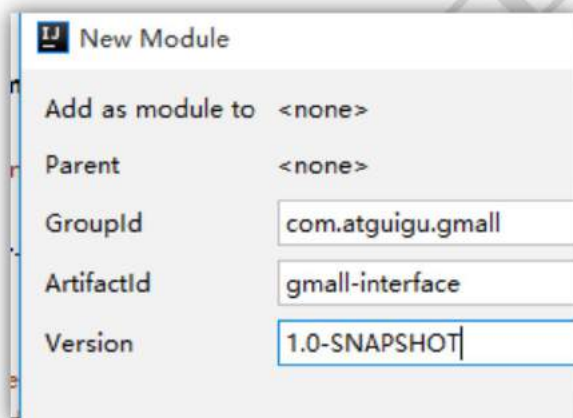 IJ New Module
Add as module to <none>
Parent <none>
GroupId com.atguigu.gmall
ArtifactId gmall-interface
Version 1.0-SNAPSHOT